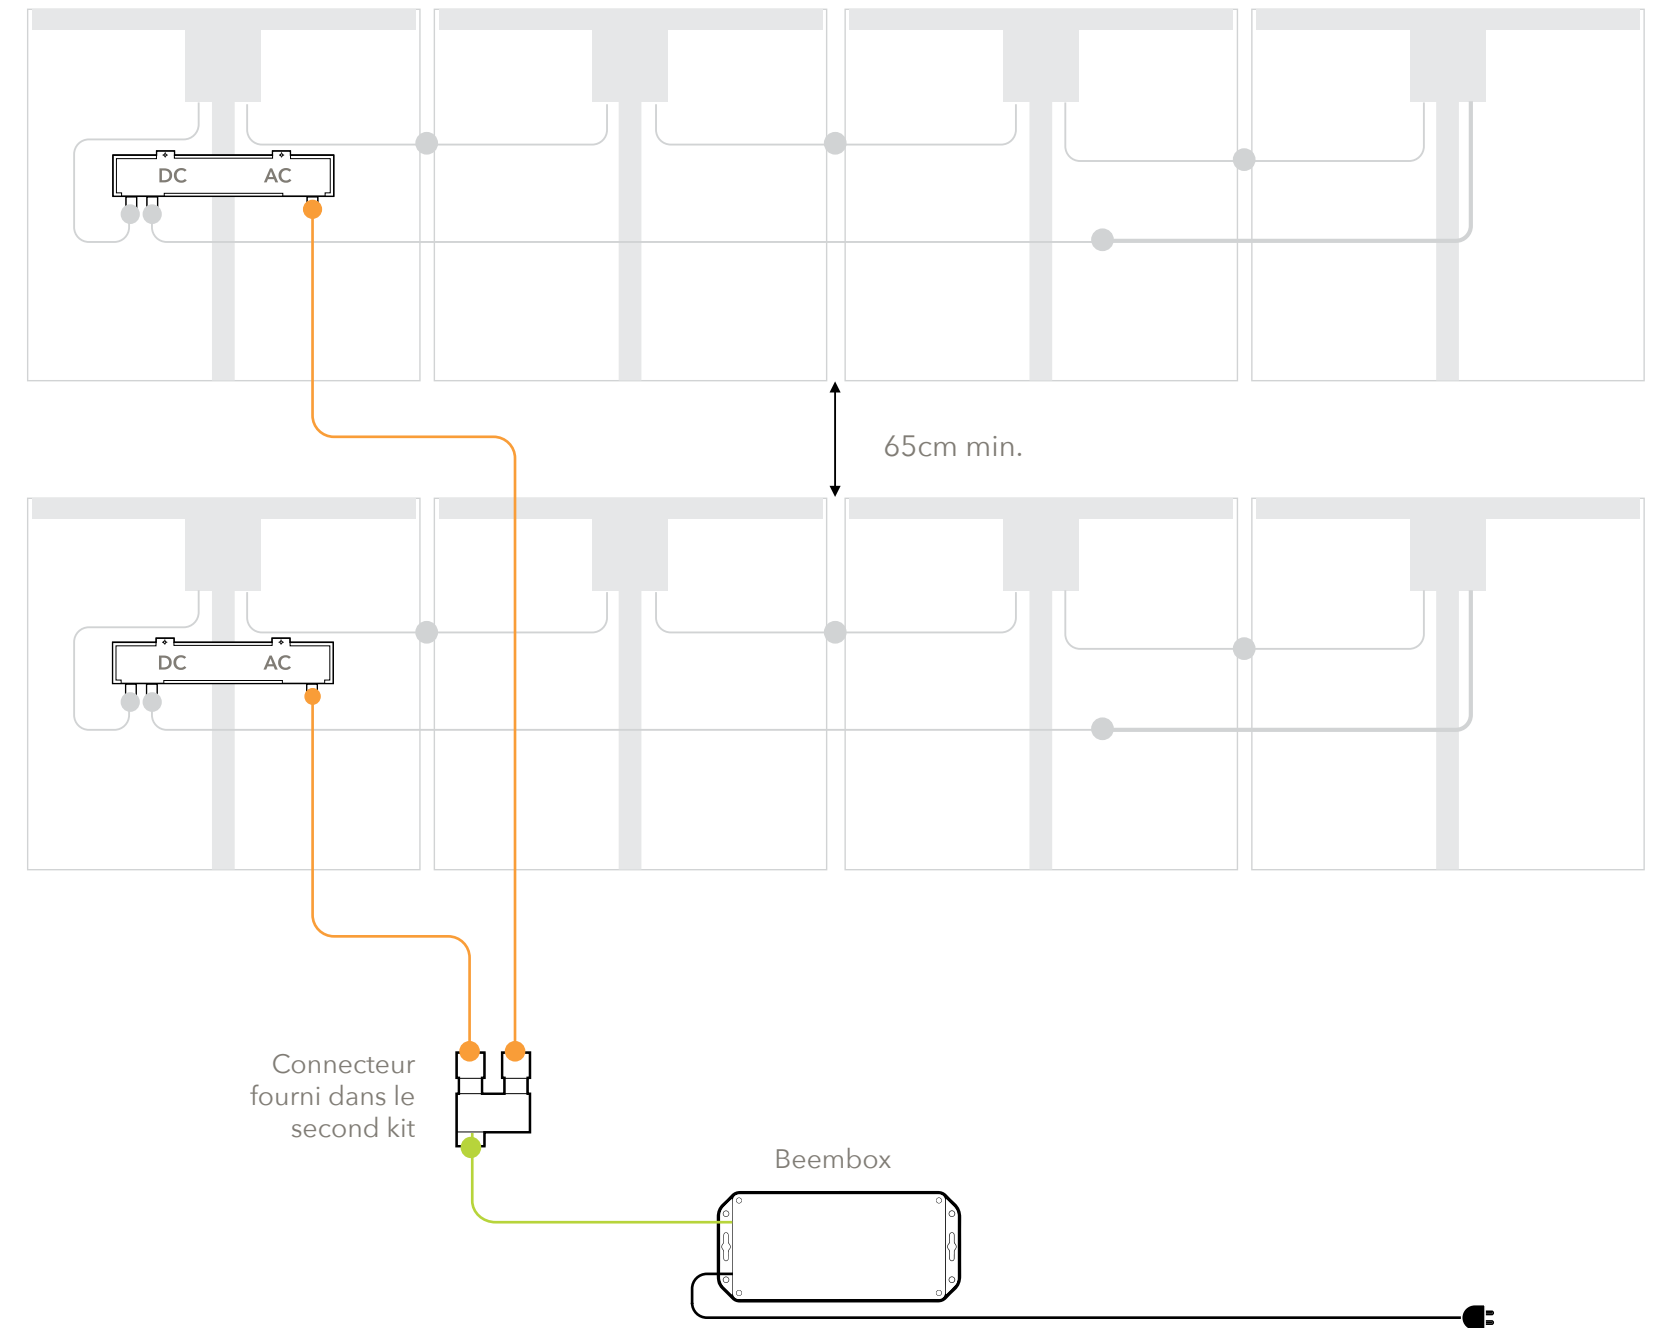 DC AC
65cm min.
DC AC
Connecteur
fourni dans le
second kit
Beembox